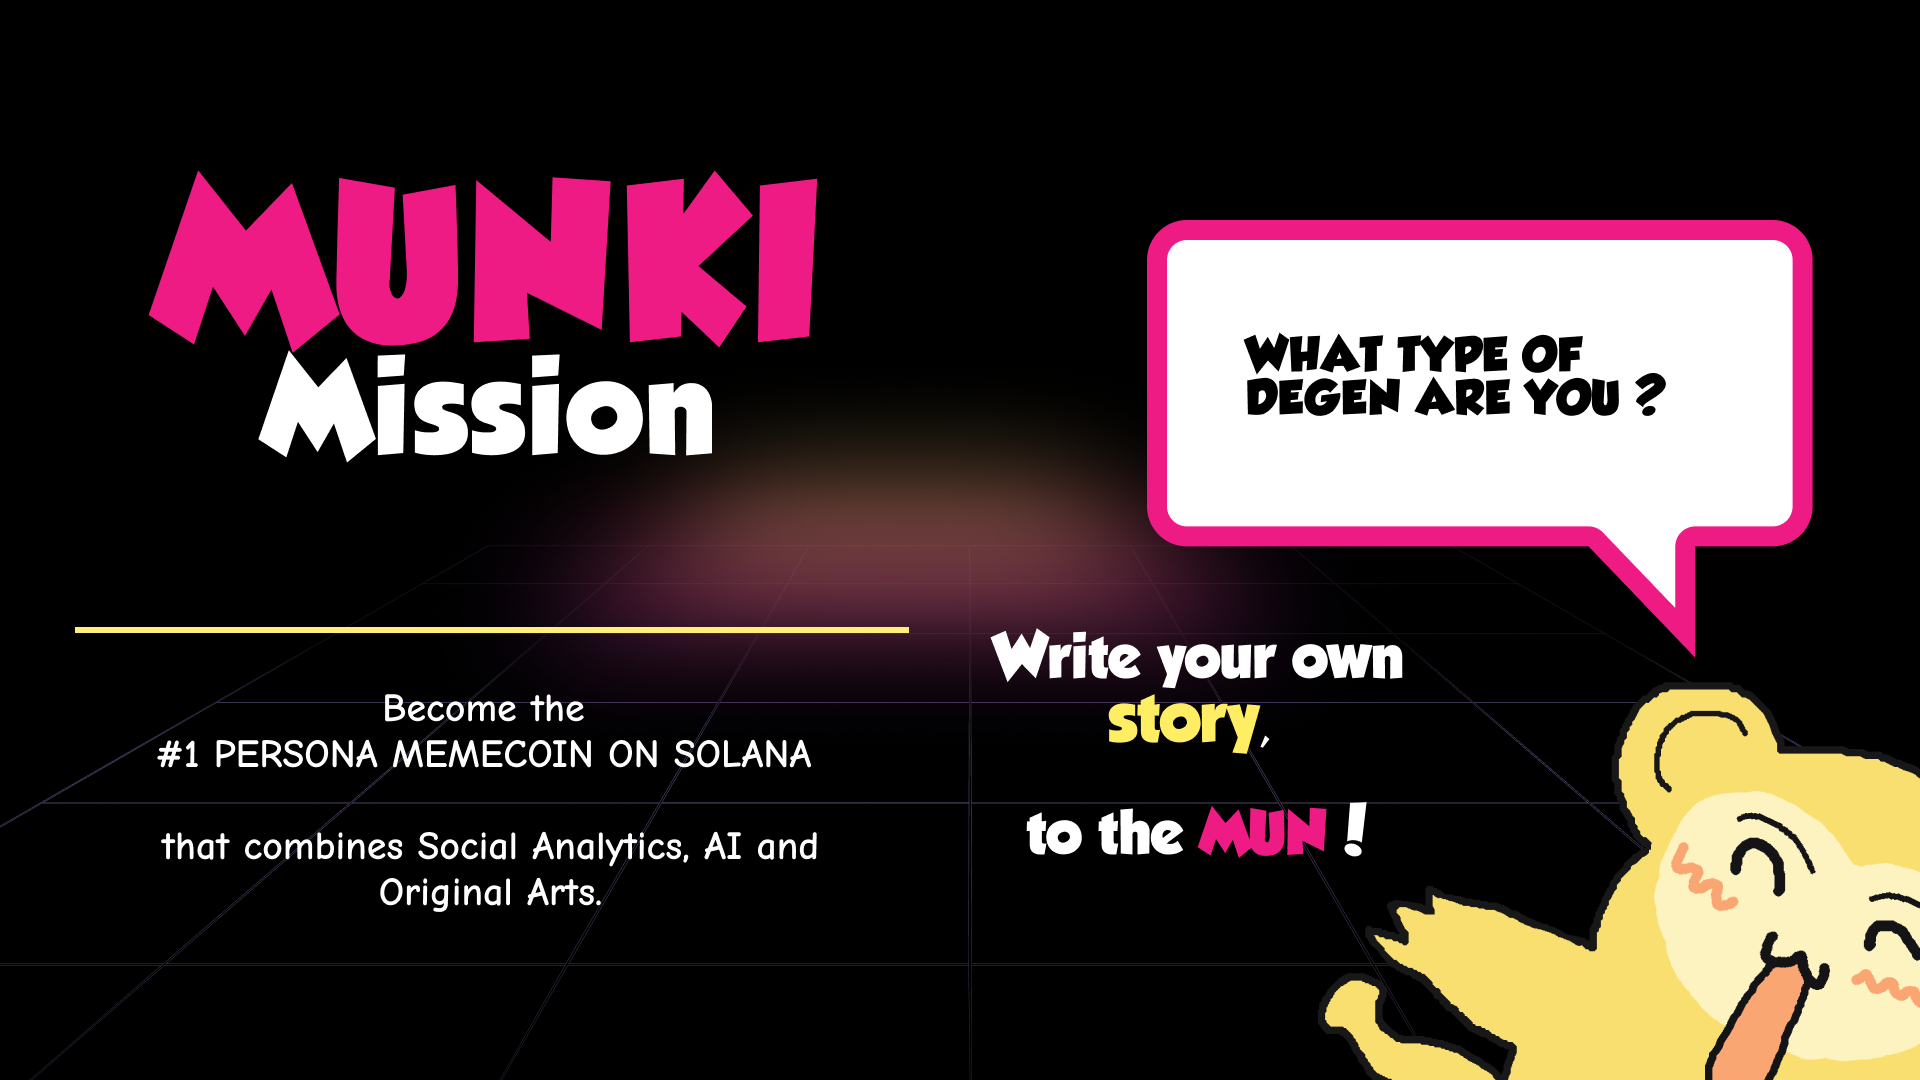 MUNKI
Mission
Become the
#1 PERSONA MEMECOIN ON SOLANA
that combines Social Analytics, AI and
Original Arts.
WHAT TYPE OF
DEGEN ARE YOU ?
Write your own
story,
to the MUN !